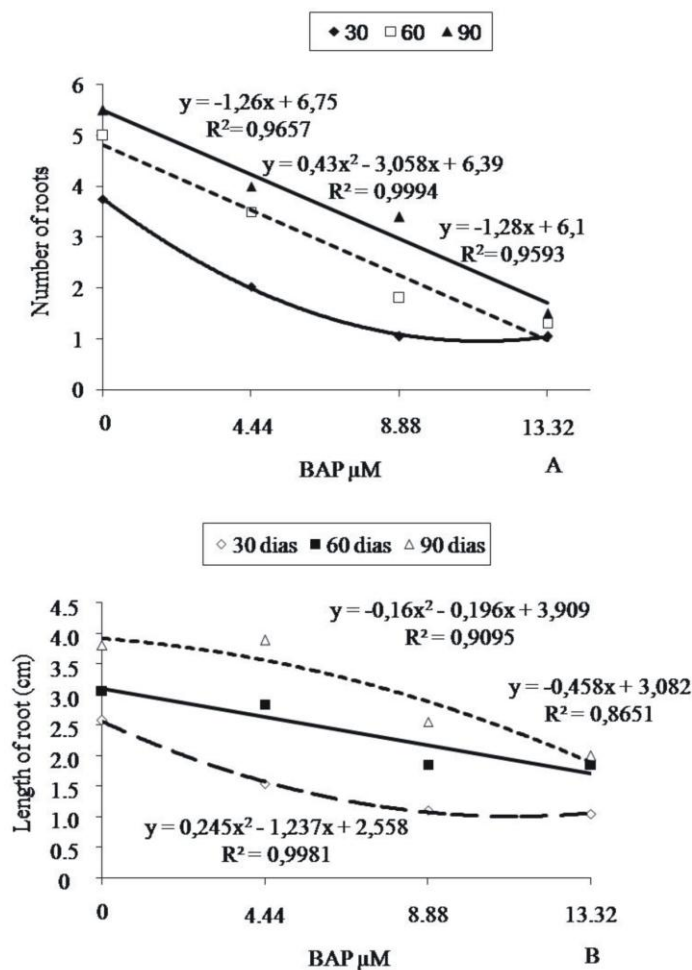 30 60 90
6
5
4
3
2
1
0
Number of roots
y = -1,26x + 6,75
R² = 0,9657
y = 0,43x² - 3,058x + 6,39
R² = 0,9994
y = -1,28x + 6,1
R² = 0,9593
0 4.44 8.88 13.32
BAP µM A
30 dias 60 dias 90 dias
4.5
4.0
3.5
3.0
2.5
2.0
1.5
1.0
0.5
0
Length of root (cm)
y = -0,16x² - 0,196x + 3,909
R² = 0,9095
y = -0,458x + 3,082
R² = 0,8651
y = 0,245x² - 1,237x + 2,558
R² = 0,9981
0 4.44 8.88 13.32
BAP µM B